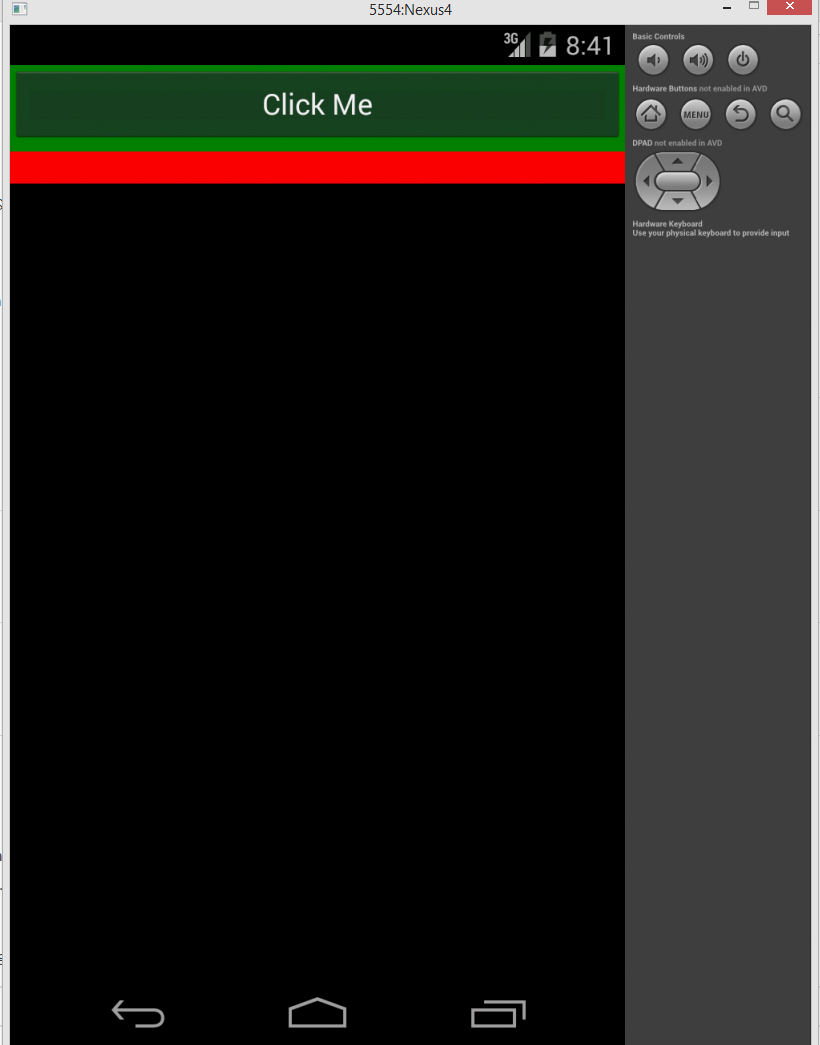 5554:Nexus4
3G 8:41
Click Me
Basic Controls
Hardware Buttons not enabled in AVD
MENU
DPAD not enabled in AVD
Hardware Keyboard
Use your physical keyboard to provide input